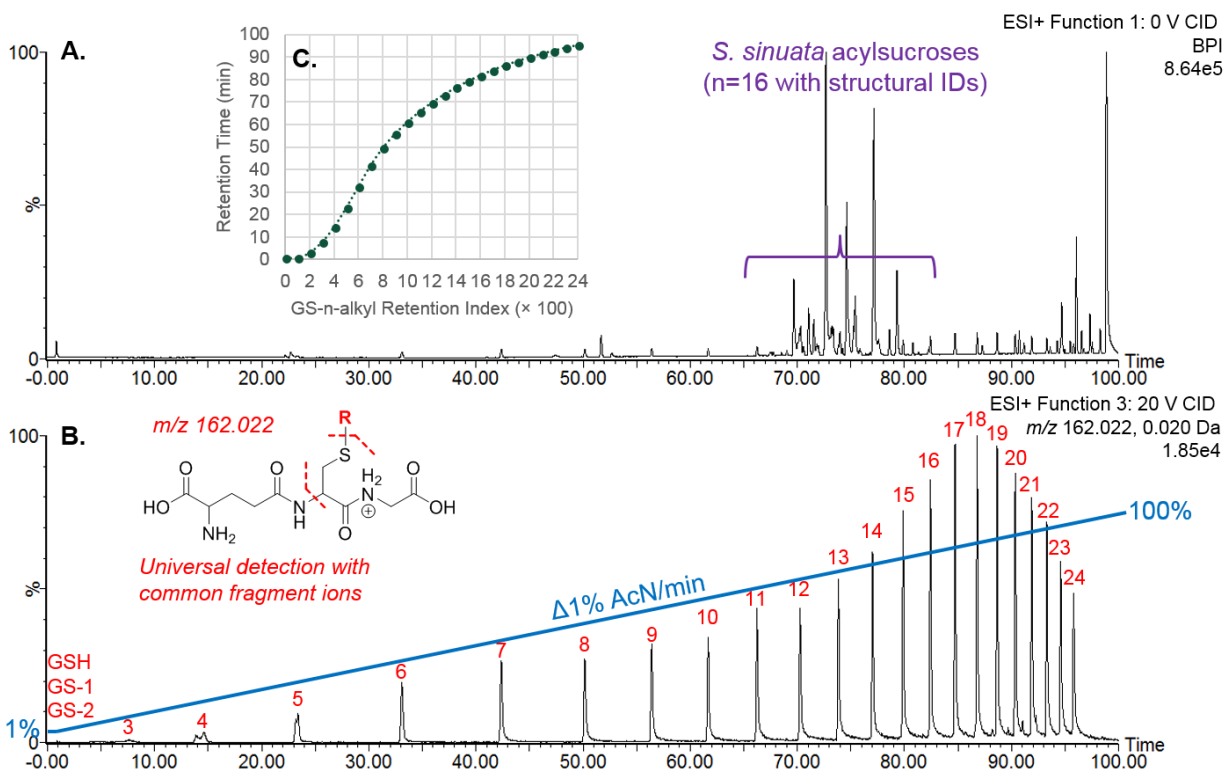 A.
ESI+ Function 1: 0 V CID
BPI
8.64e5
100
%
0
S. sinuata acylsucroses
(n=16 with structural IDs)
C.
Retention Time (min)
100
90
80
70
60
50
40
30
20
10
0
0 2 4 6 8 10 12 14 16 18 20 22 24
GS-n-alkyl Retention Index (× 100)
Time
-0.00 10.00 20.00 30.00 40.00 50.00 60.00 70.00 80.00 90.00 100.00
B.
ESI+ Function 3: 20 V CID
m/z 162.022, 0.020 Da
1.85e4
100
%
0
m/z 162.022
R
S
O O H2 O
HO N H N ⊕ OH
NH2 O
Universal detection with
common fragment ions
Δ1% AcN/min
100%
1%
GSH
GS-1
GS-2
3 4 5 6 7 8 9 10 11 12 13 14 15 16 17 18 19 20 21 22 23 24
Time
-0.00 10.00 20.00 30.00 40.00 50.00 60.00 70.00 80.00 90.00 100.00